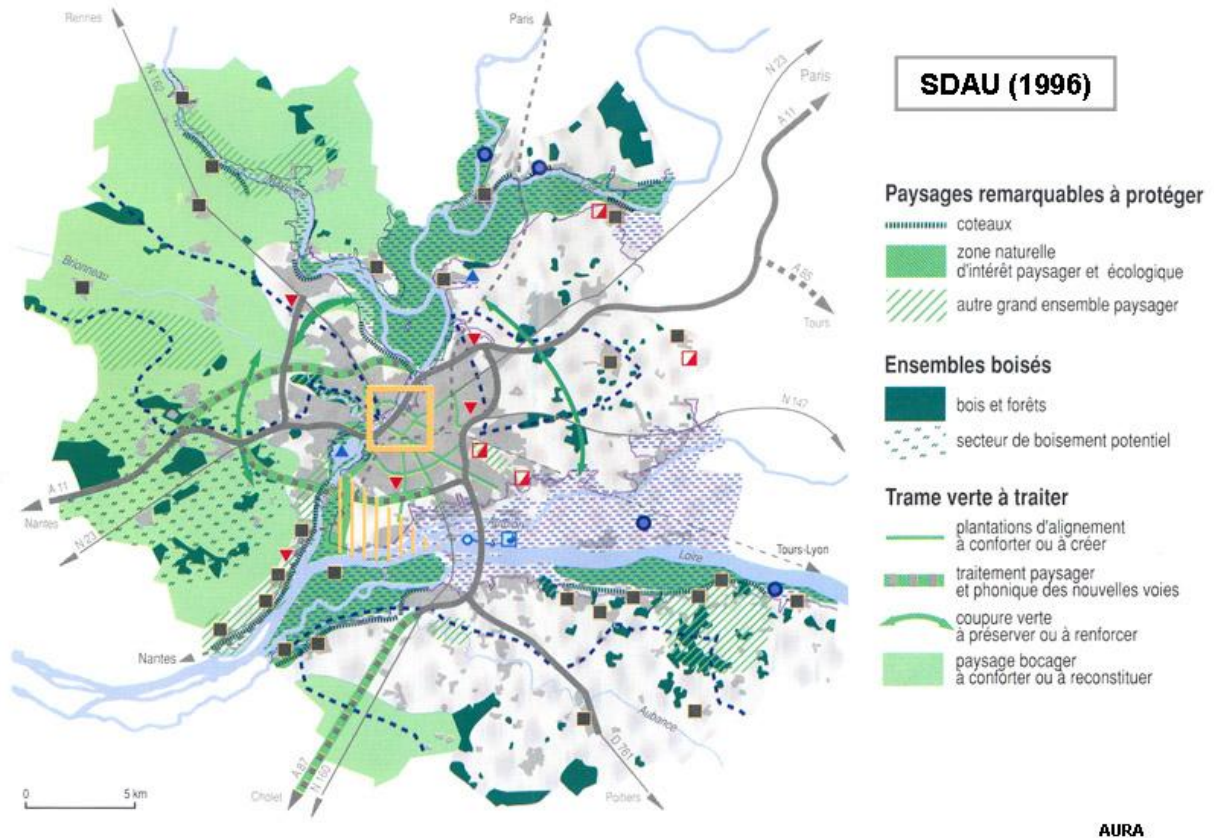 SDAU (1996)
Paysages remarquables à protéger
coteaux
zone naturelle
d'intérêt paysager et écologique
autre grand ensemble paysager
Ensembles boisés
bois et forêts
secteur de boisement potentiel
Trame verte à traiter
plantations d'alignement
à conforter ou à créer
traitement paysager
et phonique des nouvelles voies
coupure verte
à préserver ou à renforcer
paysage bocager
à conforter ou à reconstituer
Rennes
N 162
Paris
N 23
Paris
A 11
A 85
Tours
N 147
Brionneau
A 11
Nantes
N 23
Loire
Tours-Lyon
Nantes
Aubance
A 87
N 160
Cholet
D 761
Poitiers
0 5 km
AURA